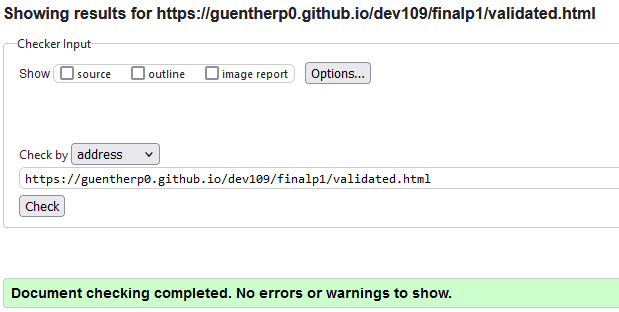 Showing results for https://guentherp0.github.io/dev109/finalp1/validated.html
Checker Input
Show source outline image report Options...
Check by address
https://guentherp0.github.io/dev109/finalp1/validated.html
Check
Document checking completed. No errors or warnings to show.